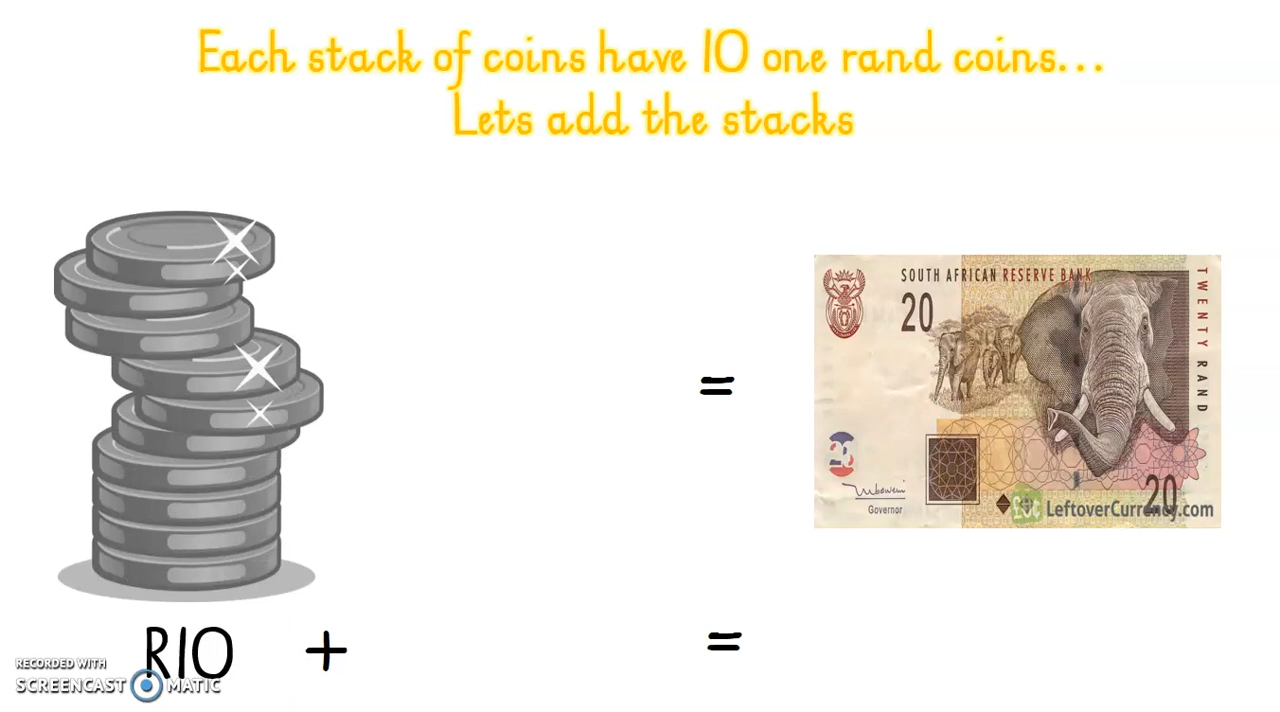 Each stack of coins have 10 one rand coins...
Lets add the stacks
SOUTH AFRICAN RESERVE BANK
20
TWENTY RAND
=
Governor
20
LeftoverCurrency.com
R10 + =
RECORDED WITH
SCREENCAST MATIC